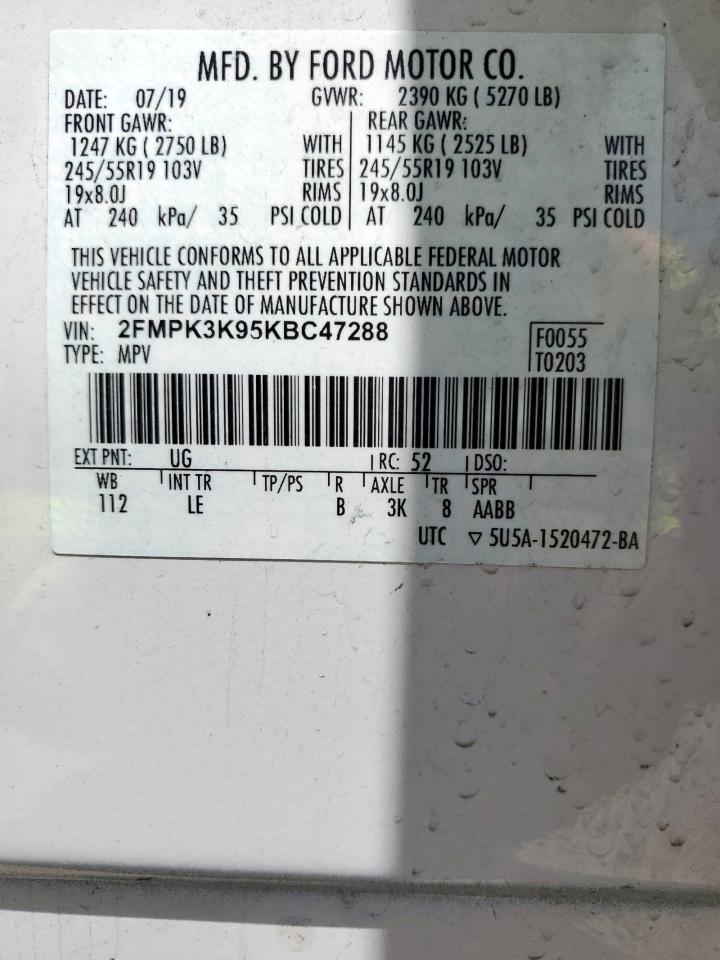 MFD. BY FORD MOTOR CO.
DATE: 07/19 GVWR: 2390 KG ( 5270 LB)
FRONT GAWR: REAR GAWR:
1247 KG ( 2750 LB) WITH 1145 KG ( 2525 LB) WITH
245/55R19 103V TIRES 245/55R19 103V TIRES
19x8.0J RIMS 19x8.0J RIMS
AT 240 kPa/ 35 PSI COLD AT 240 kPa/ 35 PSI COLD
THIS VEHICLE CONFORMS TO ALL APPLICABLE FEDERAL MOTOR
VEHICLE SAFETY AND THEFT PREVENTION STANDARDS IN
EFFECT ON THE DATE OF MANUFACTURE SHOWN ABOVE.
VIN: 2FMPK3K95KBC47288 F0055
TYPE: MPV T0203
EXT PNT: UG RC: 52 DSO:
WB INT TR TP/PS R AXLE TR SPR
112 LE B 3K 8 AABB
UTC ▽ 5U5A-1520472-BA